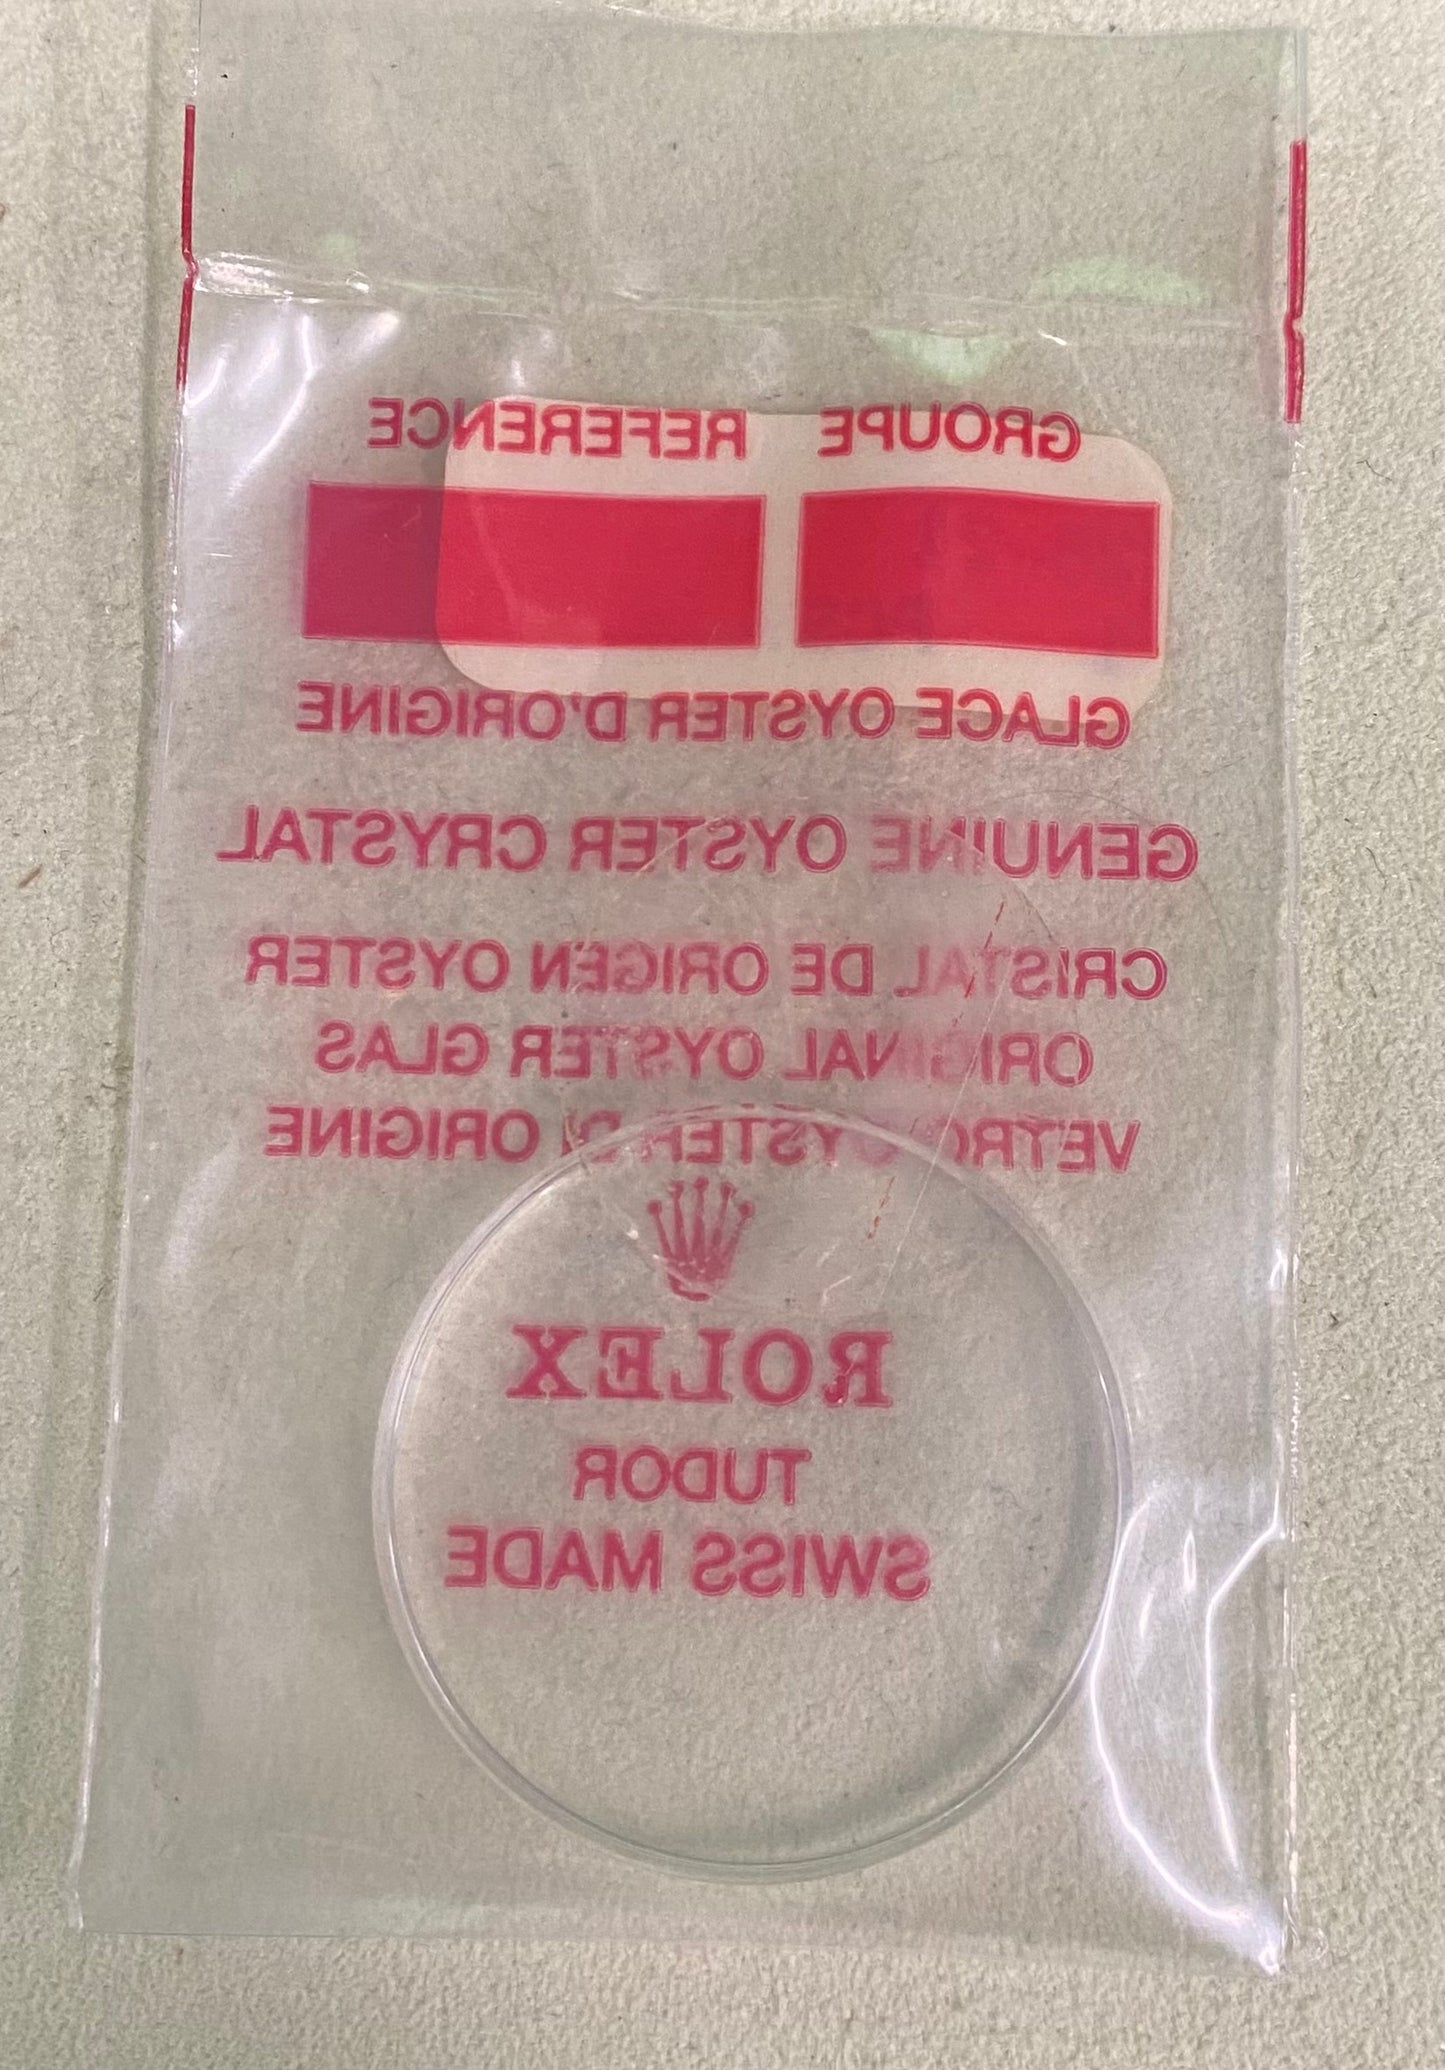 GROUPE REFERENCE
GLACE OYSTER D'ORIGINE
GENUINE OYSTER CRYSTAL
CRISTAL DE ORIGEN OYSTER
ORIGINAL OYSTER GLAS
VETRO OYSTER DI ORIGINE
ROLEX
TUDOR
SWISS MADE